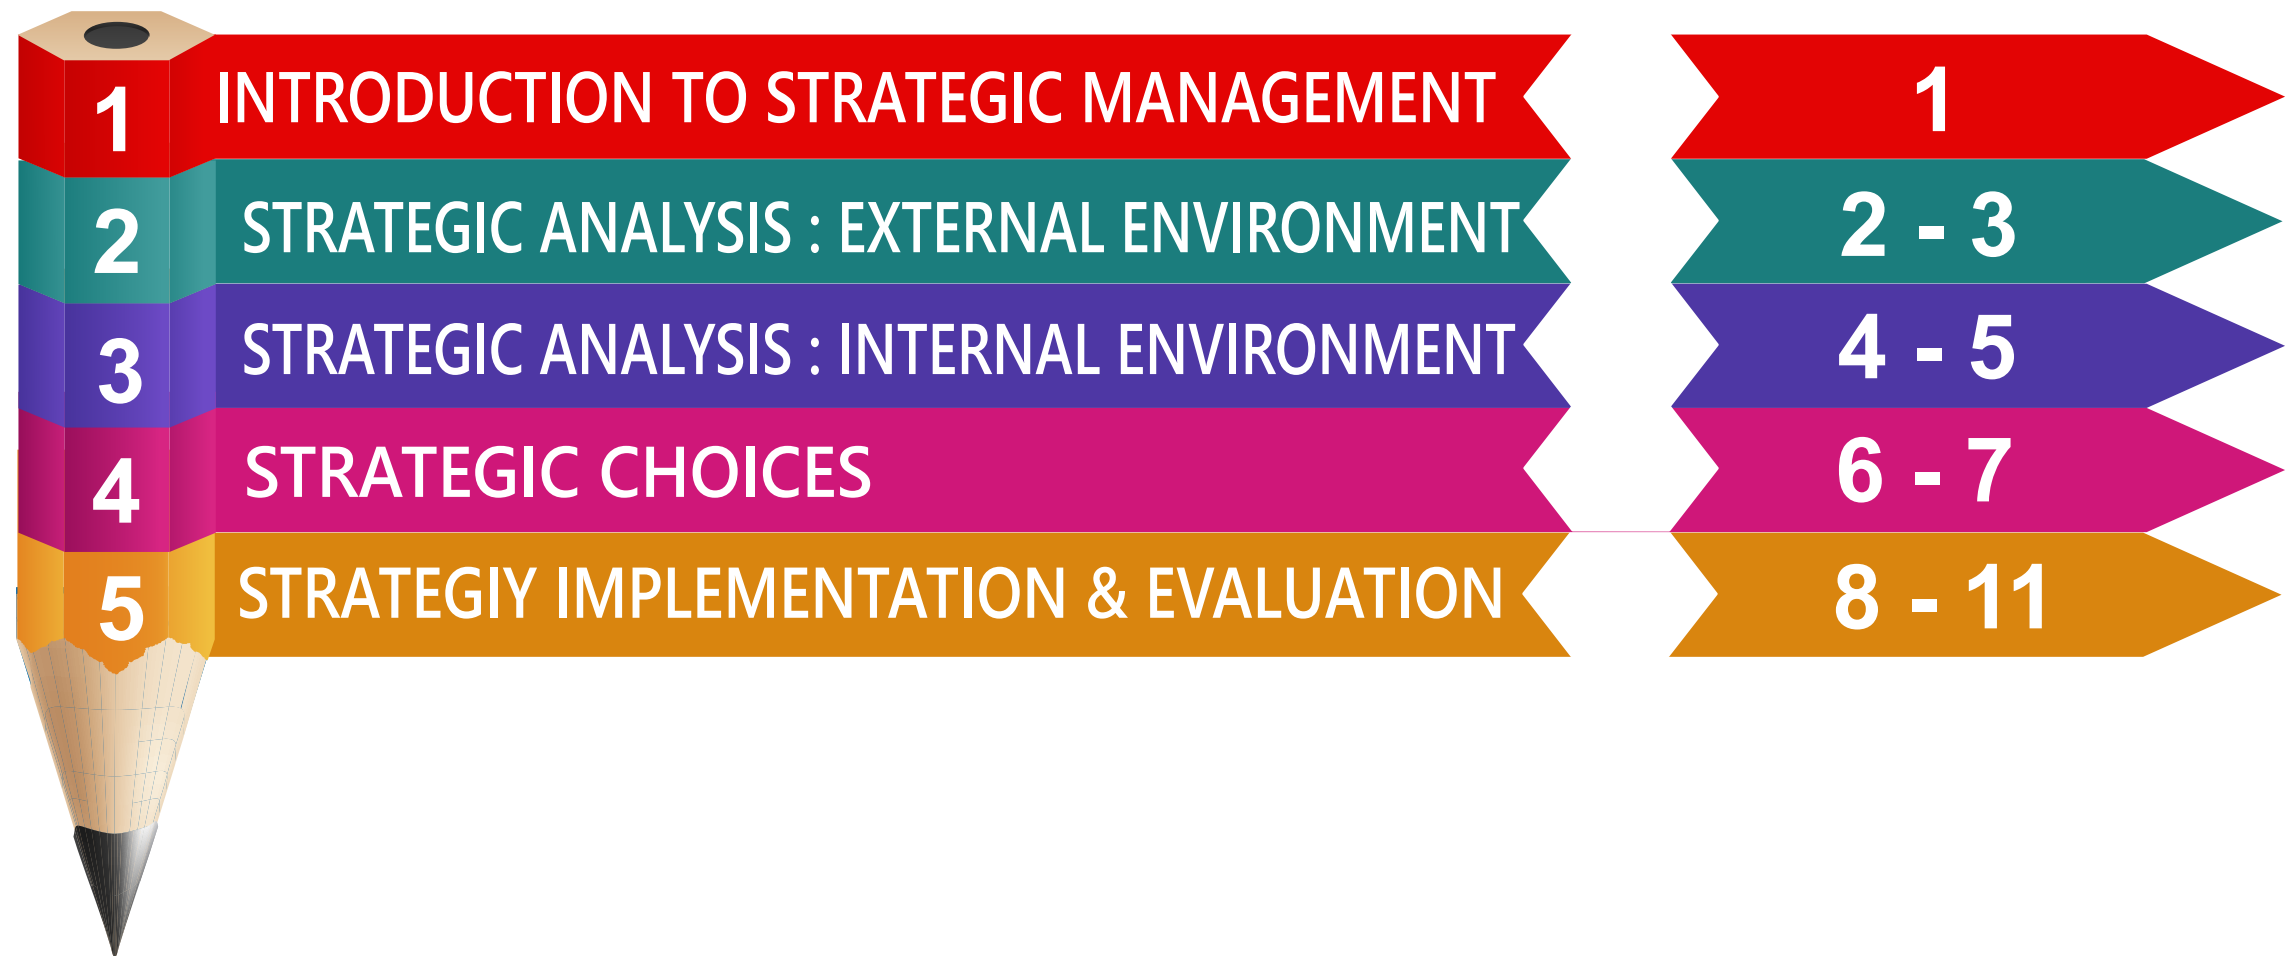 1 INTRODUCTION TO STRATEGIC MANAGEMENT 1
2 STRATEGIC ANALYSIS : EXTERNAL ENVIRONMENT 2 - 3
3 STRATEGIC ANALYSIS : INTERNAL ENVIRONMENT 4 - 5
4 STRATEGIC CHOICES 6 - 7
5 STRATEGIY IMPLEMENTATION & EVALUATION 8 - 11